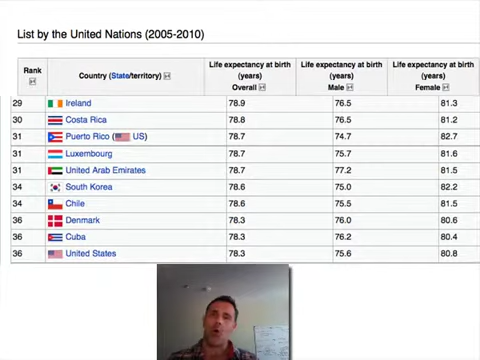 List by the United Nations (2005-2010)
Rank Country (State/territory) Life expectancy at birth (years) Overall Life expectancy at birth (years) Male Life expectancy at birth (years) Female
29 Ireland 78.9 76.5 81.3
30 Costa Rica 78.8 76.5 81.2
31 Puerto Rico (US) 78.7 74.7 82.7
31 Luxembourg 78.7 75.7 81.6
31 United Arab Emirates 78.7 77.2 81.5
34 South Korea 78.6 75.0 82.2
34 Chile 78.6 75.5 81.5
36 Denmark 78.3 76.0 80.6
36 Cuba 78.3 76.2 80.4
36 United States 78.3 75.6 80.8